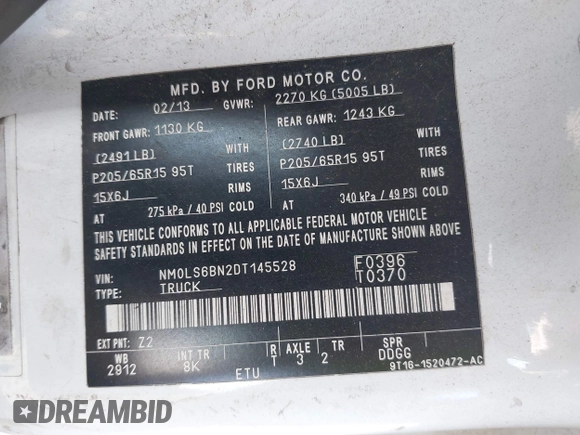 MFD. BY FORD MOTOR CO.
DATE: 02/13 GVWR: 2270 KG (5005 LB)
FRONT GAWR: 1130 KG REAR GAWR: 1243 KG
(2491 LB) WITH (2740 LB) WITH
P205/65R15 95T TIRES P205/65R15 95T TIRES
15X6J RIMS 15X6J RIMS
AT 275 kPa / 40 PSI COLD AT 340 kPa / 49 PSI COLD
THIS VEHICLE CONFORMS TO ALL APPLICABLE FEDERAL MOTOR VEHICLE
SAFETY STANDARDS IN EFFECT ON THE DATE OF MANUFACTURE SHOWN ABOVE.
VIN: NM0LS6BN2DT145528 F0396
TYPE: TRUCK T0370
EXT PNT: Z2
WB INT TR R AXLE TR SPR
2912 8K T 3 2 DDGG
ETU 9T16-1520472-AC
DREAMBID